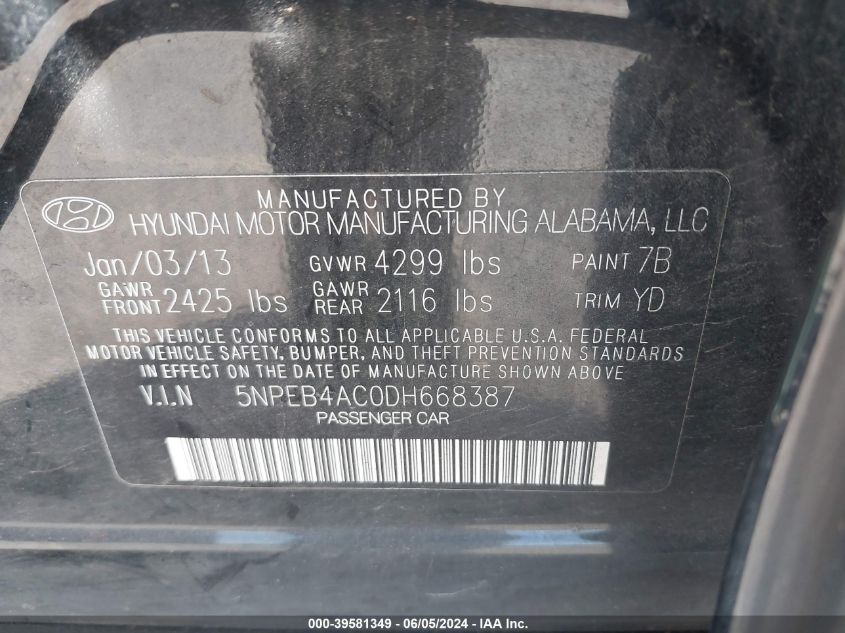 MANUFACTURED BY
HYUNDAI MOTOR MANUFACTURING ALABAMA, LLC
Jan/03/13 GVWR 4299 lbs PAINT 7B
GAWR FRONT 2425 lbs GAWR REAR 2116 lbs TRIM YD
THIS VEHICLE CONFORMS TO ALL APPLICABLE U.S.A. FEDERAL
MOTOR VEHICLE SAFETY, BUMPER, AND THEFT PREVENTION STANDARDS
IN EFFECT ON THE DATE OF MANUFACTURE SHOWN ABOVE
V.I.N 5NPEB4AC0DH668387
PASSENGER CAR
000-39581349 - 06/05/2024 - IAA Inc.